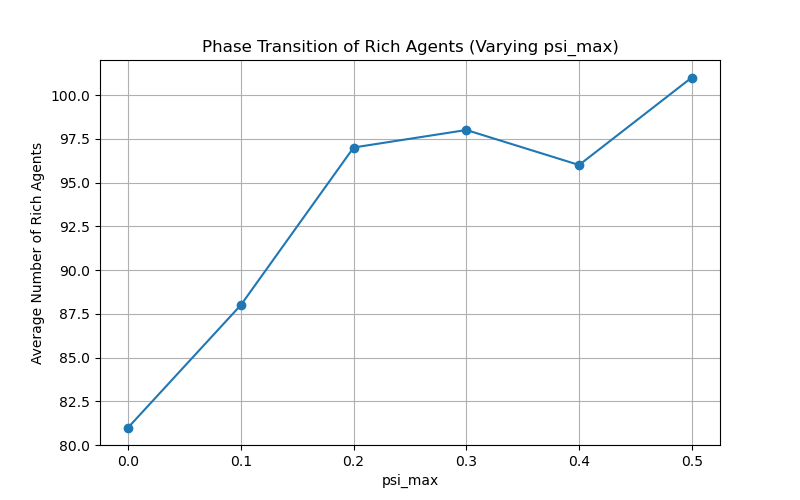 Phase Transition of Rich Agents (Varying psi_max)
Average Number of Rich Agents
100.0
97.5
95.0
92.5
90.0
87.5
85.0
82.5
80.0
0.0 0.1 0.2 0.3 0.4 0.5
psi_max